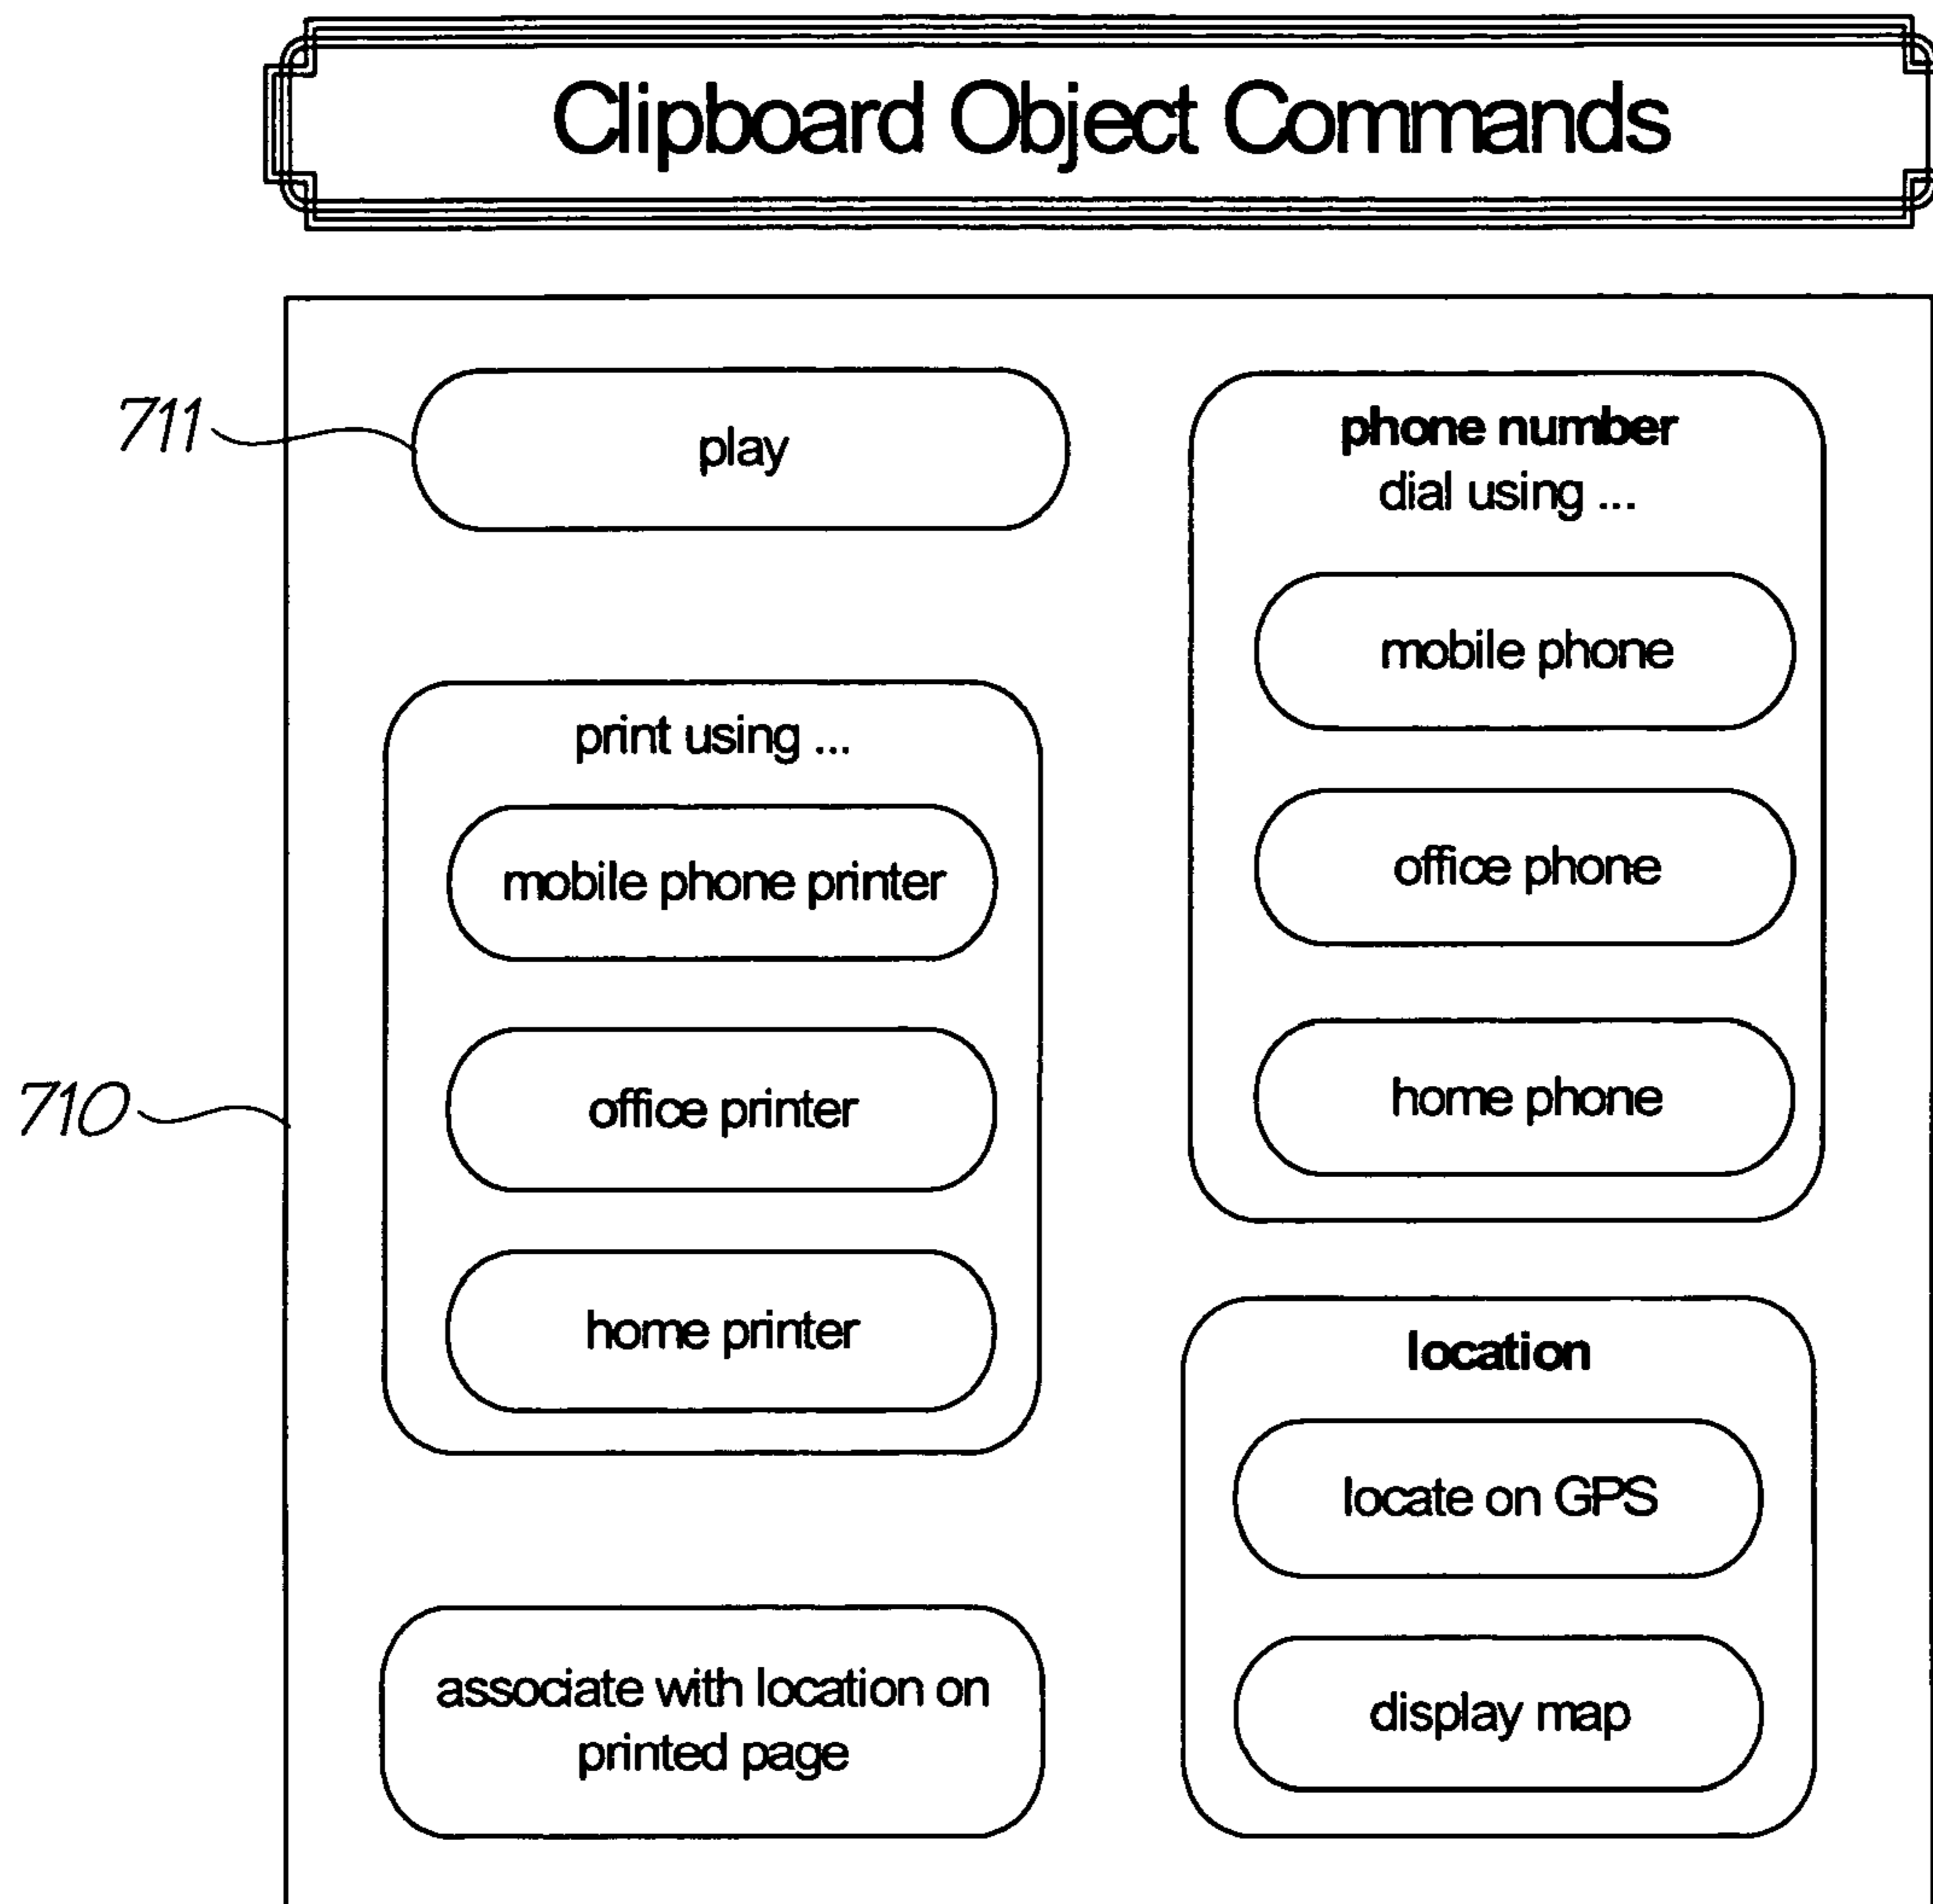 Clipboard Object Commands
711
play
print using ...
mobile phone printer
office printer
home printer
710
associate with location on
printed page
phone number
dial using ...
mobile phone
office phone
home phone
location
locate on GPS
display map